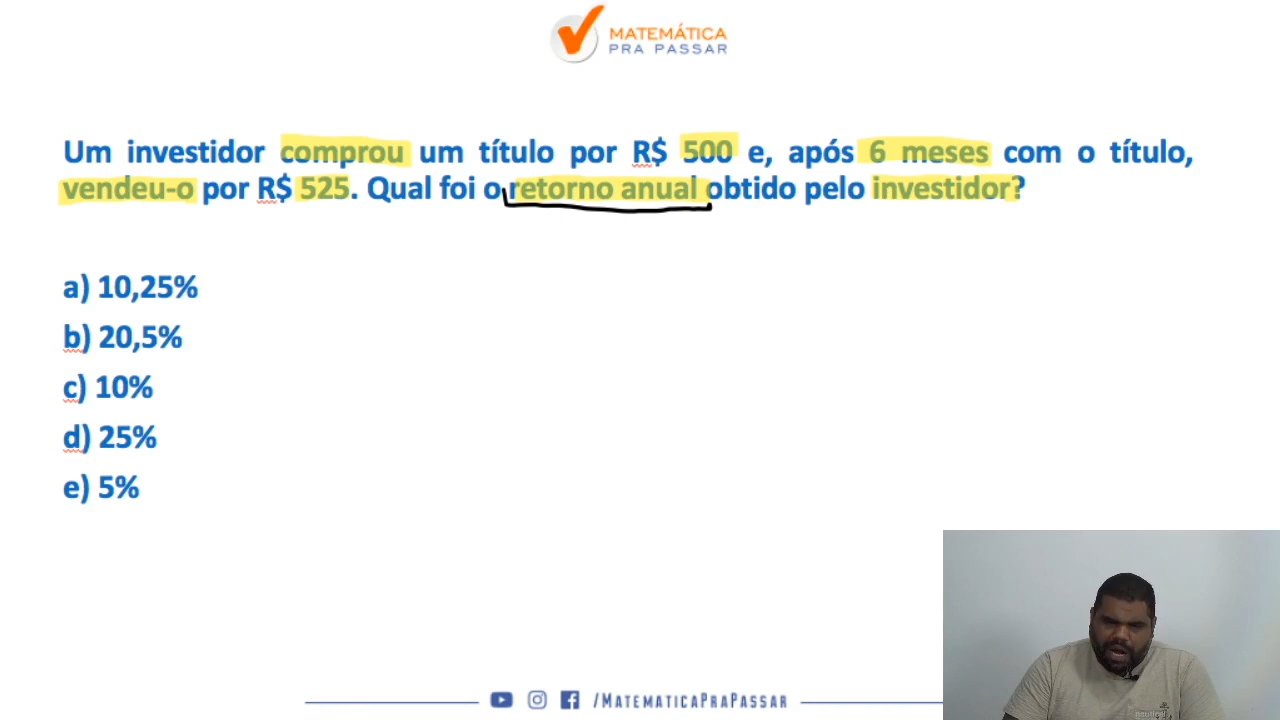 MATEMÁTICA
PRA PASSAR
Um investidor comprou um título por R$ 500 e, após 6 meses com o título,
vendeu-o por R$ 525. Qual foi o retorno anual obtido pelo investidor?
a) 10,25%
b) 20,5%
c) 10%
d) 25%
e) 5%
/MATEMATICAPRAPASSAR
nautical